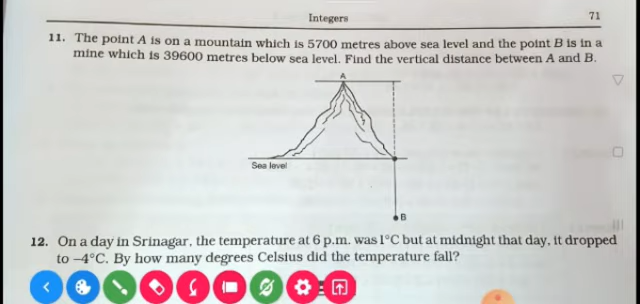 Integers
71
11. The point A is on a mountain which is 5700 metres above sea level and the point B is in a
mine which is 39600 metres below sea level. Find the vertical distance between A and B.
A
Sea level
B
12. On a day in Srinagar, the temperature at 6 p.m. was 1°C but at midnight that day, it dropped
to –4°C. By how many degrees Celsius did the temperature fall?